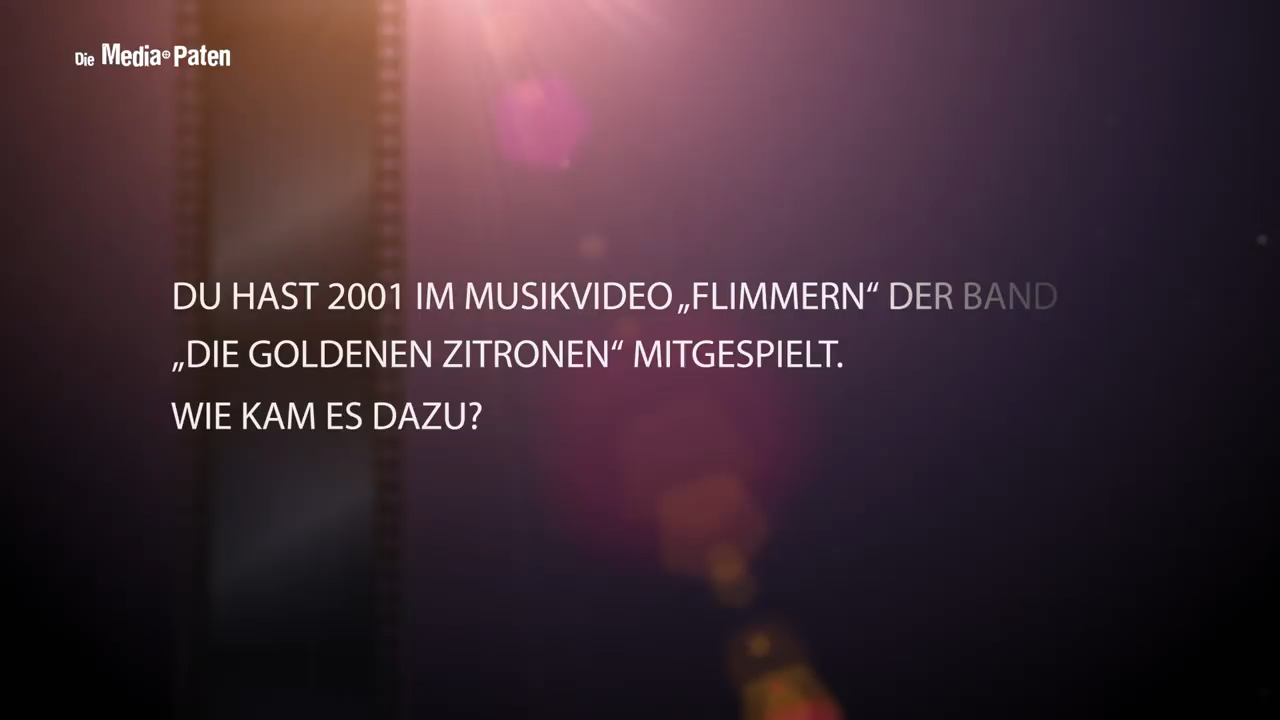 Die Media Paten
DU HAST 2001 IM MUSIKVIDEO „FLIMMERN“ DER BAND
„DIE GOLDENEN ZITRONEN“ MITGESPIELT.
WIE KAM ES DAZU?